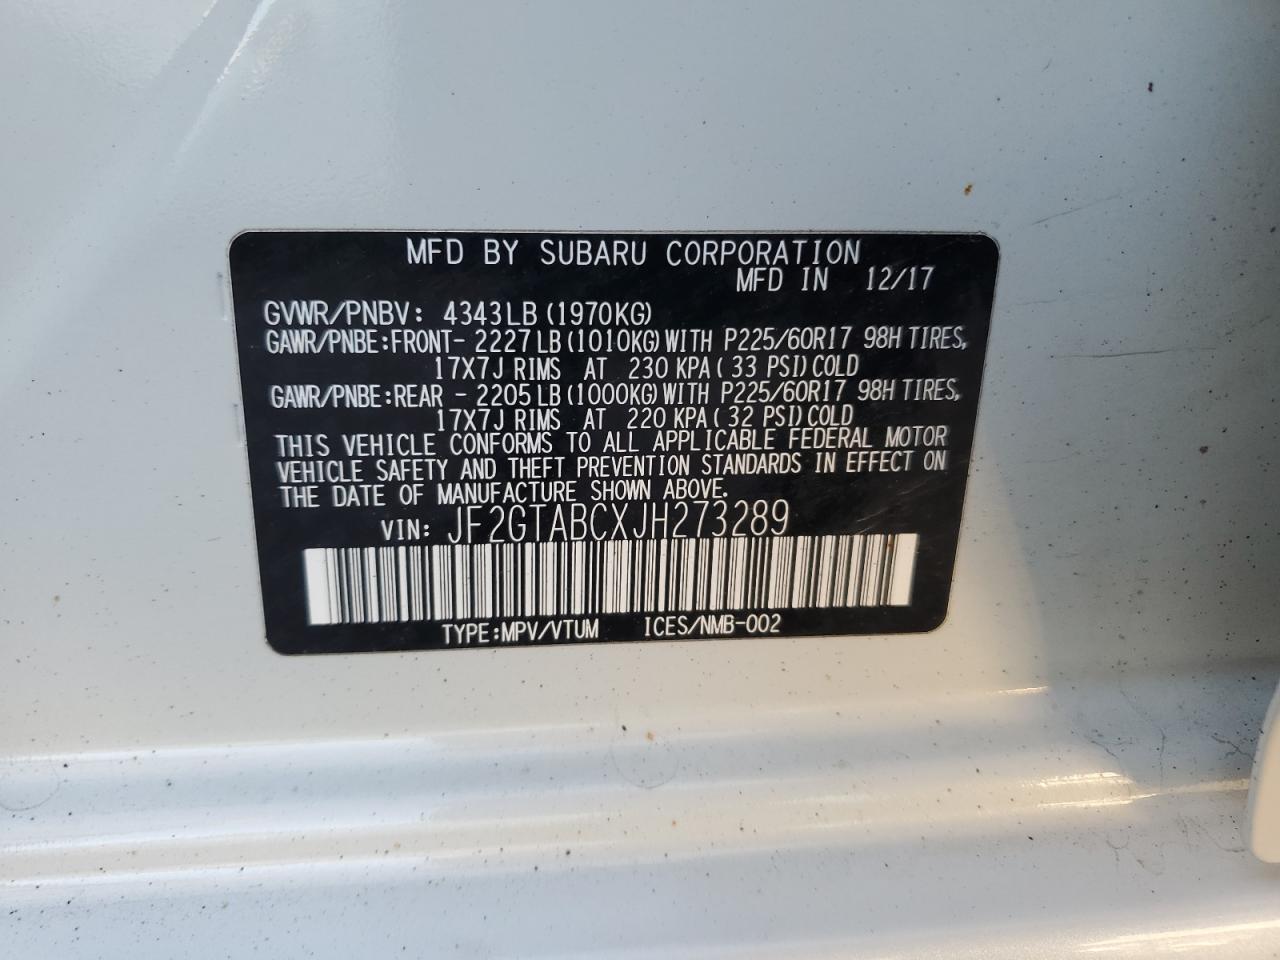 MFD BY SUBARU CORPORATION
MFD IN 12/17
GVWR/PNBV: 4343LB (1970KG)
GAWR/PNBE:FRONT- 2227LB(1010KG)WITH P225/60R17 98H TIRES,
17X7J RIMS AT 230 KPA( 33 PSI)COLD
GAWR/PNBE:REAR - 2205LB(1000KG)WITH P225/60R17 98H TIRES,
17X7J RIMS AT 220 KPA( 32 PSI)COLD
THIS VEHICLE CONFORMS TO ALL APPLICABLE FEDERAL MOTOR
VEHICLE SAFETY AND THEFT PREVENTION STANDARDS IN EFFECT ON
THE DATE OF MANUFACTURE SHOWN ABOVE.
VIN: JF2GTABCXJH273289
TYPE:MPV/VTUM ICES/NMB-002